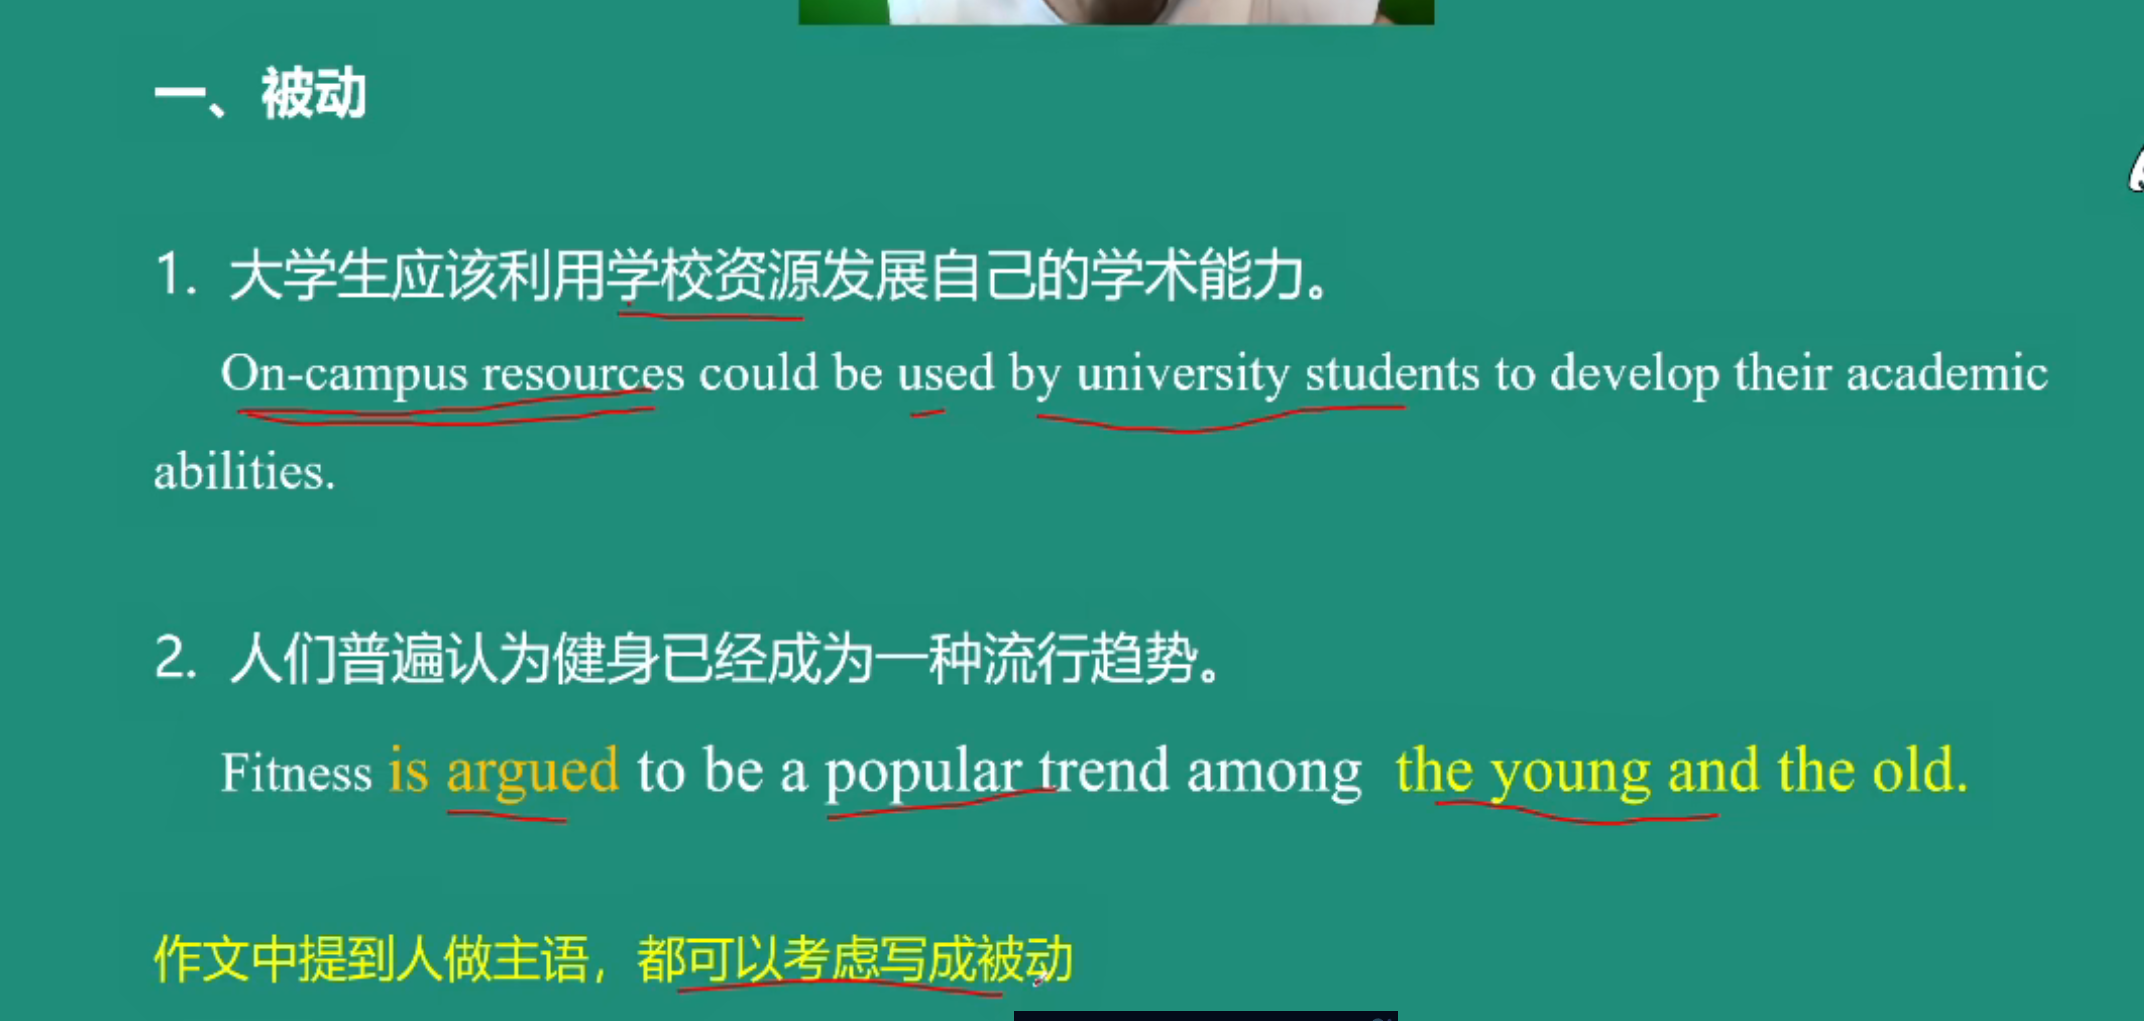 一、被动
1. 大学生应该利用学校资源发展自己的学术能力。
On-campus resources could be used by university students to develop their academic
abilities.
2. 人们普遍认为健身已经成为一种流行趋势。
Fitness is argued to be a popular trend among the young and the old.
作文中提到人做主语，都可以考虑写成被动